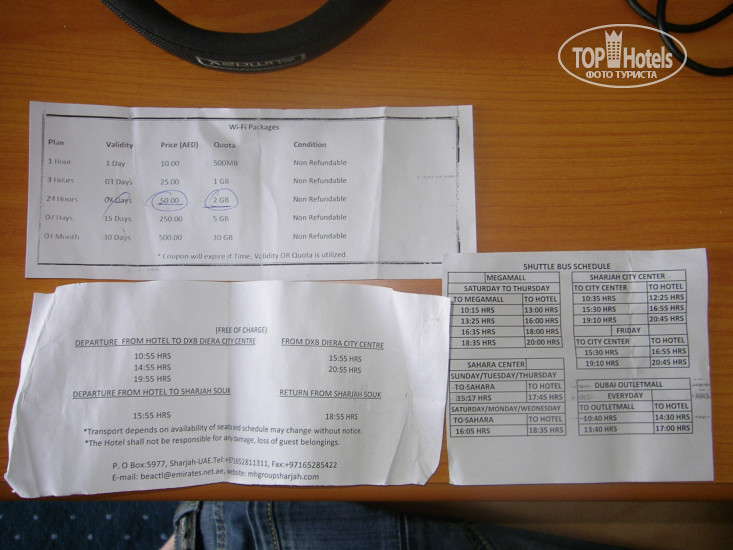 TOP Hotels
ФОТО ТУРИСТА
Wi-Fi Packages
Plan Validity Price (AED) Quota Condition
1 Hour 1 Day 10.00 500MB Non Refundable
3 Hours 03 Days 25.00 1 GB Non Refundable
24 Hours Days 50.00 2 GB Non Refundable
07 Days 15 Days 250.00 5 GB Non Refundable
01 Month 30 Days 500.00 10 GB Non Refundable
* Coupon will expire if Time, Validity OR Quota is utilized.
(FREE OF CHARGE)
DEPARTURE FROM HOTEL TO DXB DIERA CITY CENTRE FROM DXB DIERA CITY CENTRE
10:55 HRS 15:55 HRS
14:55 HRS 20:55 HRS
19:55 HRS
DEPARTURE FROM HOTEL TO SHARJAH SOUK RETURN FROM SHARJAH SOUK
15:55 HRS 18:55 HRS
*Transport depends on availability of seats and schedule may change without notice.
*The Hotel shall not be responsible for any damage, loss of guest belongings.
P. O Box:5977, Sharjah-UAE.Tel:+971652811311, Fax:+97165285422
E-mail: beactl@emirates.net.ae, website: mhgroupsharjah.com
SHUTTLE BUS SCHEDULE
MEGAMALL
SATURDAY TO THURSDAY
TO MEGAMALL TO HOTEL
10:15 HRS 13:00 HRS
13:25 HRS 16:00 HRS
16:35 HRS 18:00 HRS
18:35 HRS 20:00 HRS
SAHARA CENTER
SUNDAY/TUESDAY/THURSDAY
TO SAHARA TO HOTEL
15:17 HRS 17:45 HRS
SATURDAY/MONDAY/WEDNESDAY
TO SAHARA TO HOTEL
16:05 HRS 18:35 HRS
SHARJAH CITY CENTER
TO CITY CENTER TO HOTEL
10:35 HRS 12:25 HRS
15:30 HRS 16:55 HRS
19:10 HRS 20:45 HRS
FRIDAY
TO CITY CENTER TO HOTEL
15:30 HRS 16:55 HRS
19:10 HRS 20:45 HRS
DUBAI OUTLETMALL
EVERYDAY
TO OUTLETMALL TO HOTEL
10:40 HRS 14:30 HRS
13:40 HRS 17:00 HRS